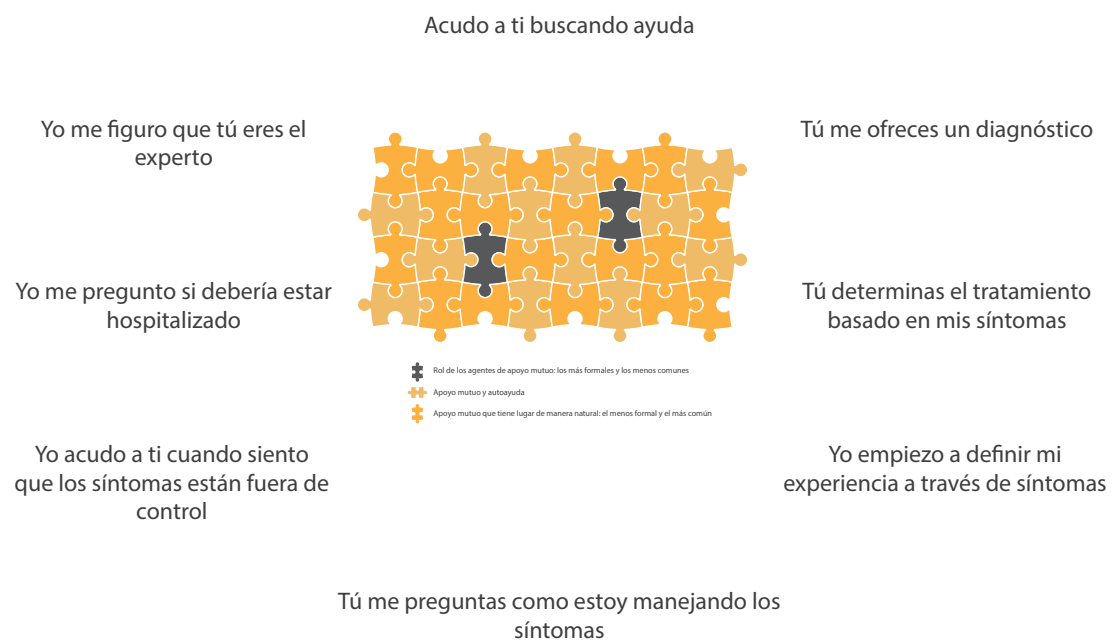 Acudo a ti buscando ayuda
Yo me figuro que tú eres el
experto
Tú me ofreces un diagnóstico
Yo me pregunto si debería estar
hospitalizado
Tú determinas el tratamiento
basado en mis síntomas
Rol de los agentes de apoyo mutuo: los más formales y los menos comunes
Apoyo mutuo y autoayuda
Apoyo mutuo que tiene lugar de manera natural: el menos formal y el más común
Yo acudo a ti cuando siento
que los síntomas están fuera de
control
Yo empiezo a definir mi
experiencia a través de síntomas
Tú me preguntas como estoy manejando los
síntomas